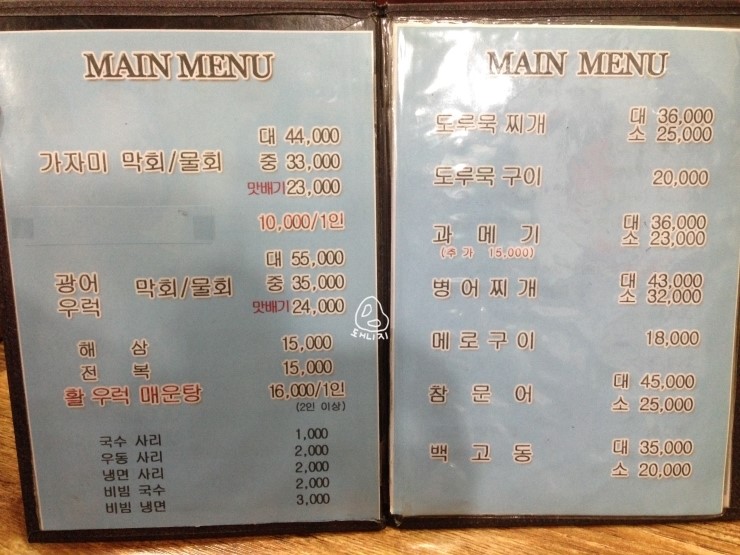 MAIN MENU
대 44,000
가자미 막회/물회 중 33,000
맛배기 23,000
10,000/1인
대 55,000
광어 우럭 막회/물회 중 35,000
맛배기 24,000
해 삼 15,000
전 복 15,000
활 우럭 매운탕 16,000/1인
(2인 이상)
국수 사리 1,000
우동 사리 2,000
냉면 사리 2,000
비빔 국수 2,000
비빔 냉면 3,000
MAIN MENU
도루묵 찌개 대 36,000
소 25,000
도루묵 구이 20,000
과 메 기 대 36,000
(추 가 15,000) 소 23,000
병어찌개 대 43,000
소 32,000
메로구이 18,000
참 문 어 대 45,000
소 25,000
백 고 동 대 35,000
소 20,000
도해니지